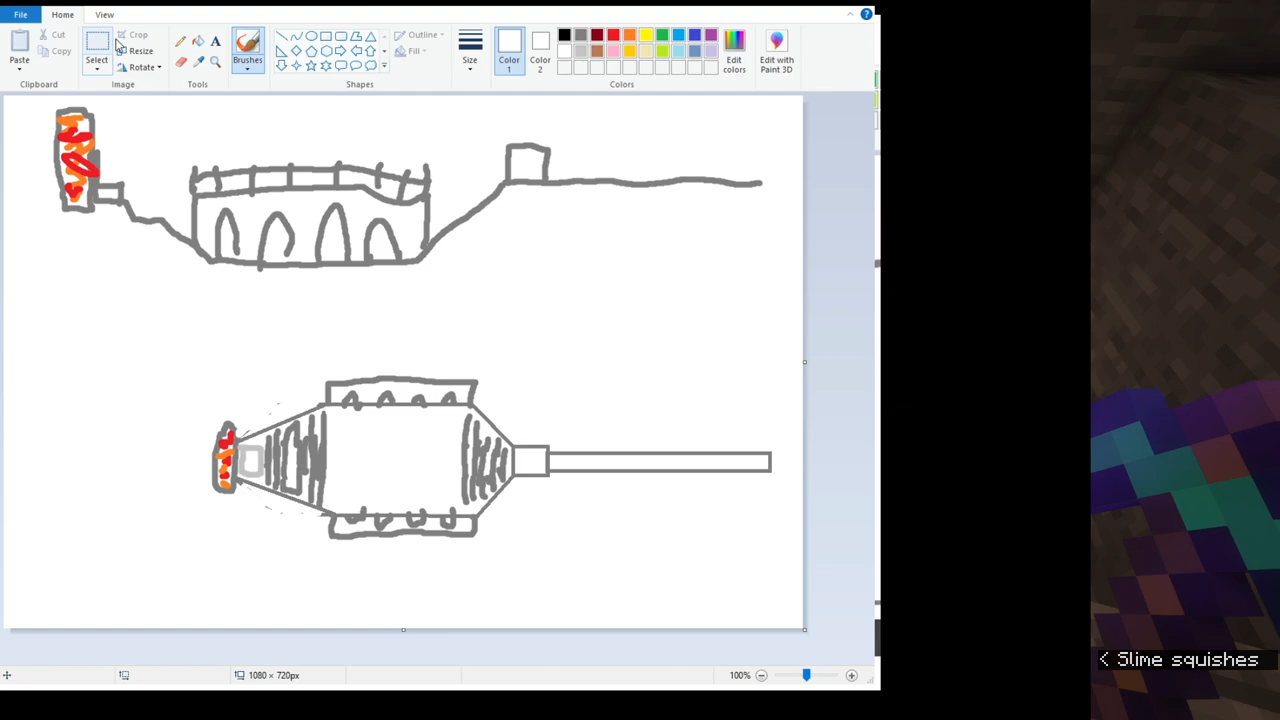 File Home View
Paste Cut Copy Select Crop Resize Rotate Brushes Outline Fill Size Color 1 Color 2 Edit colors Edit with Paint 3D
Clipboard Image Tools Shapes Colors
1080 × 720px 100%
< Slime squishes